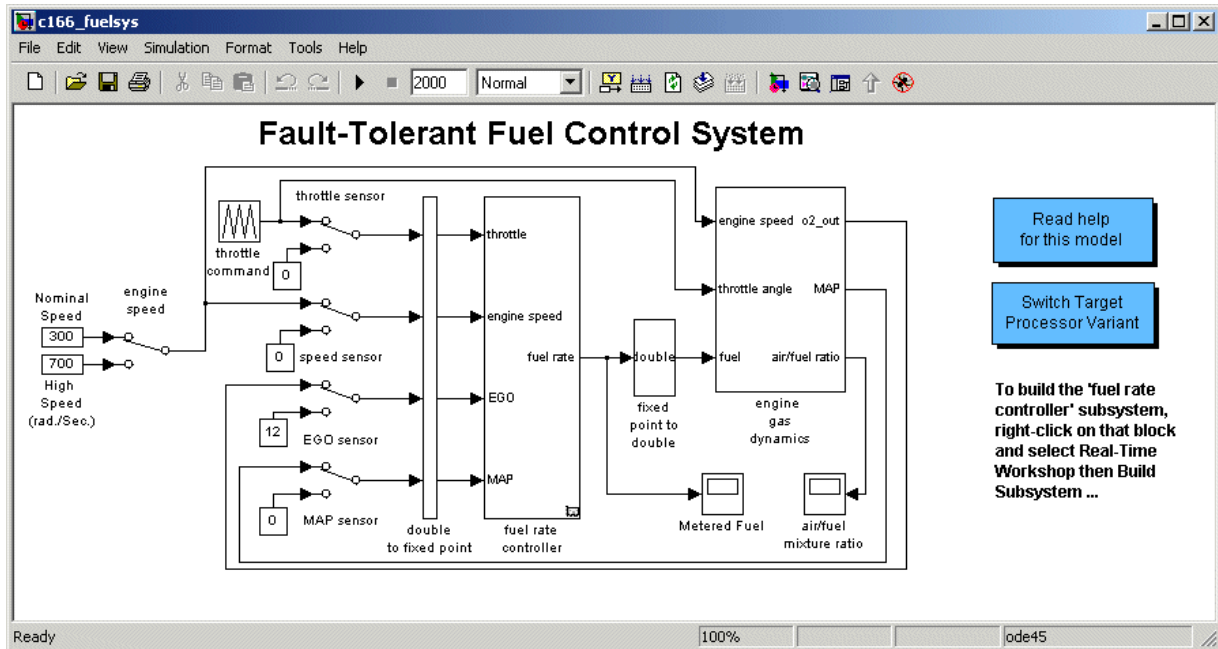 c166_fuelsys
File Edit View Simulation Format Tools Help
2000 Normal
Fault-Tolerant Fuel Control System
throttle sensor
throttle
command
0
Nominal
Speed
300
700
High
Speed
(rad./Sec.)
engine
speed
0
speed sensor
12
EGO sensor
0
MAP sensor
double
to fixed point
throttle
engine speed
EGO
MAP
fuel rate
fuel rate
controller
double
fixed
point to
double
engine speed o2_out
throttle angle MAP
fuel air/fuel ratio
engine
gas
dynamics
Metered Fuel
air/fuel
mixture ratio
Read help
for this model
Switch Target
Processor Variant
To build the 'fuel rate
controller' subsystem,
right-click on that block
and select Real-Time
Workshop then Build
Subsystem ...
Ready
100%
ode45